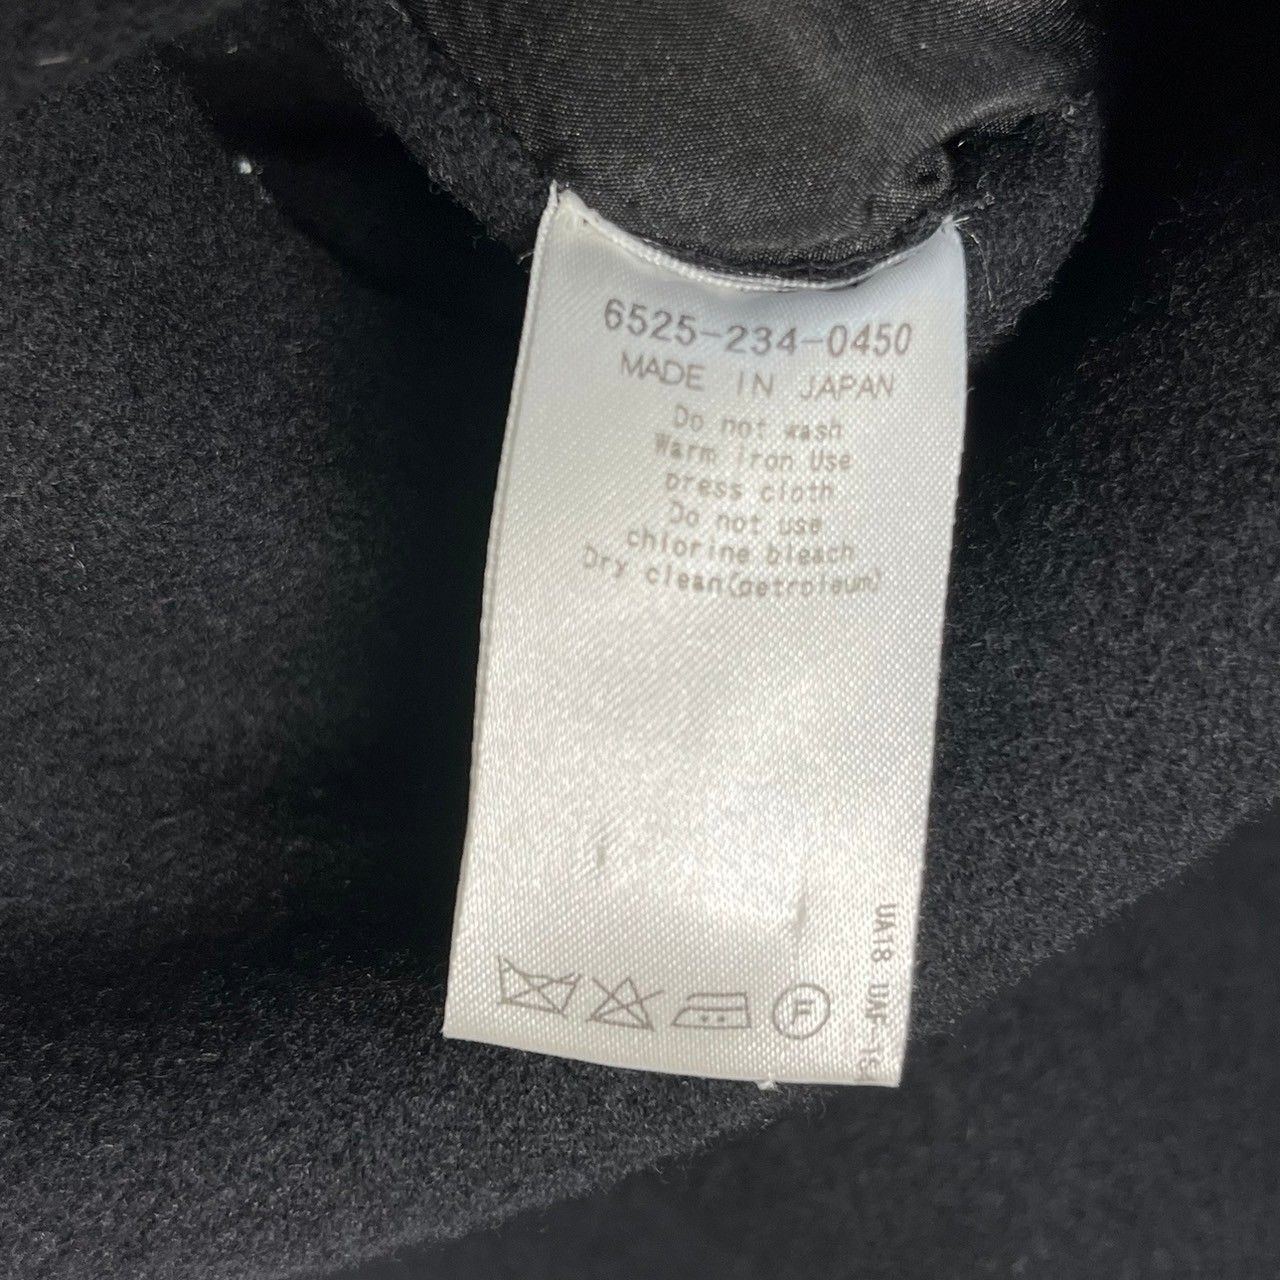 6525-234-0450
MADE IN JAPAN
Do not wash
Warm iron Use
press cloth
Do not use
chlorine bleach
Dry clean(petroleum)
F
UA18